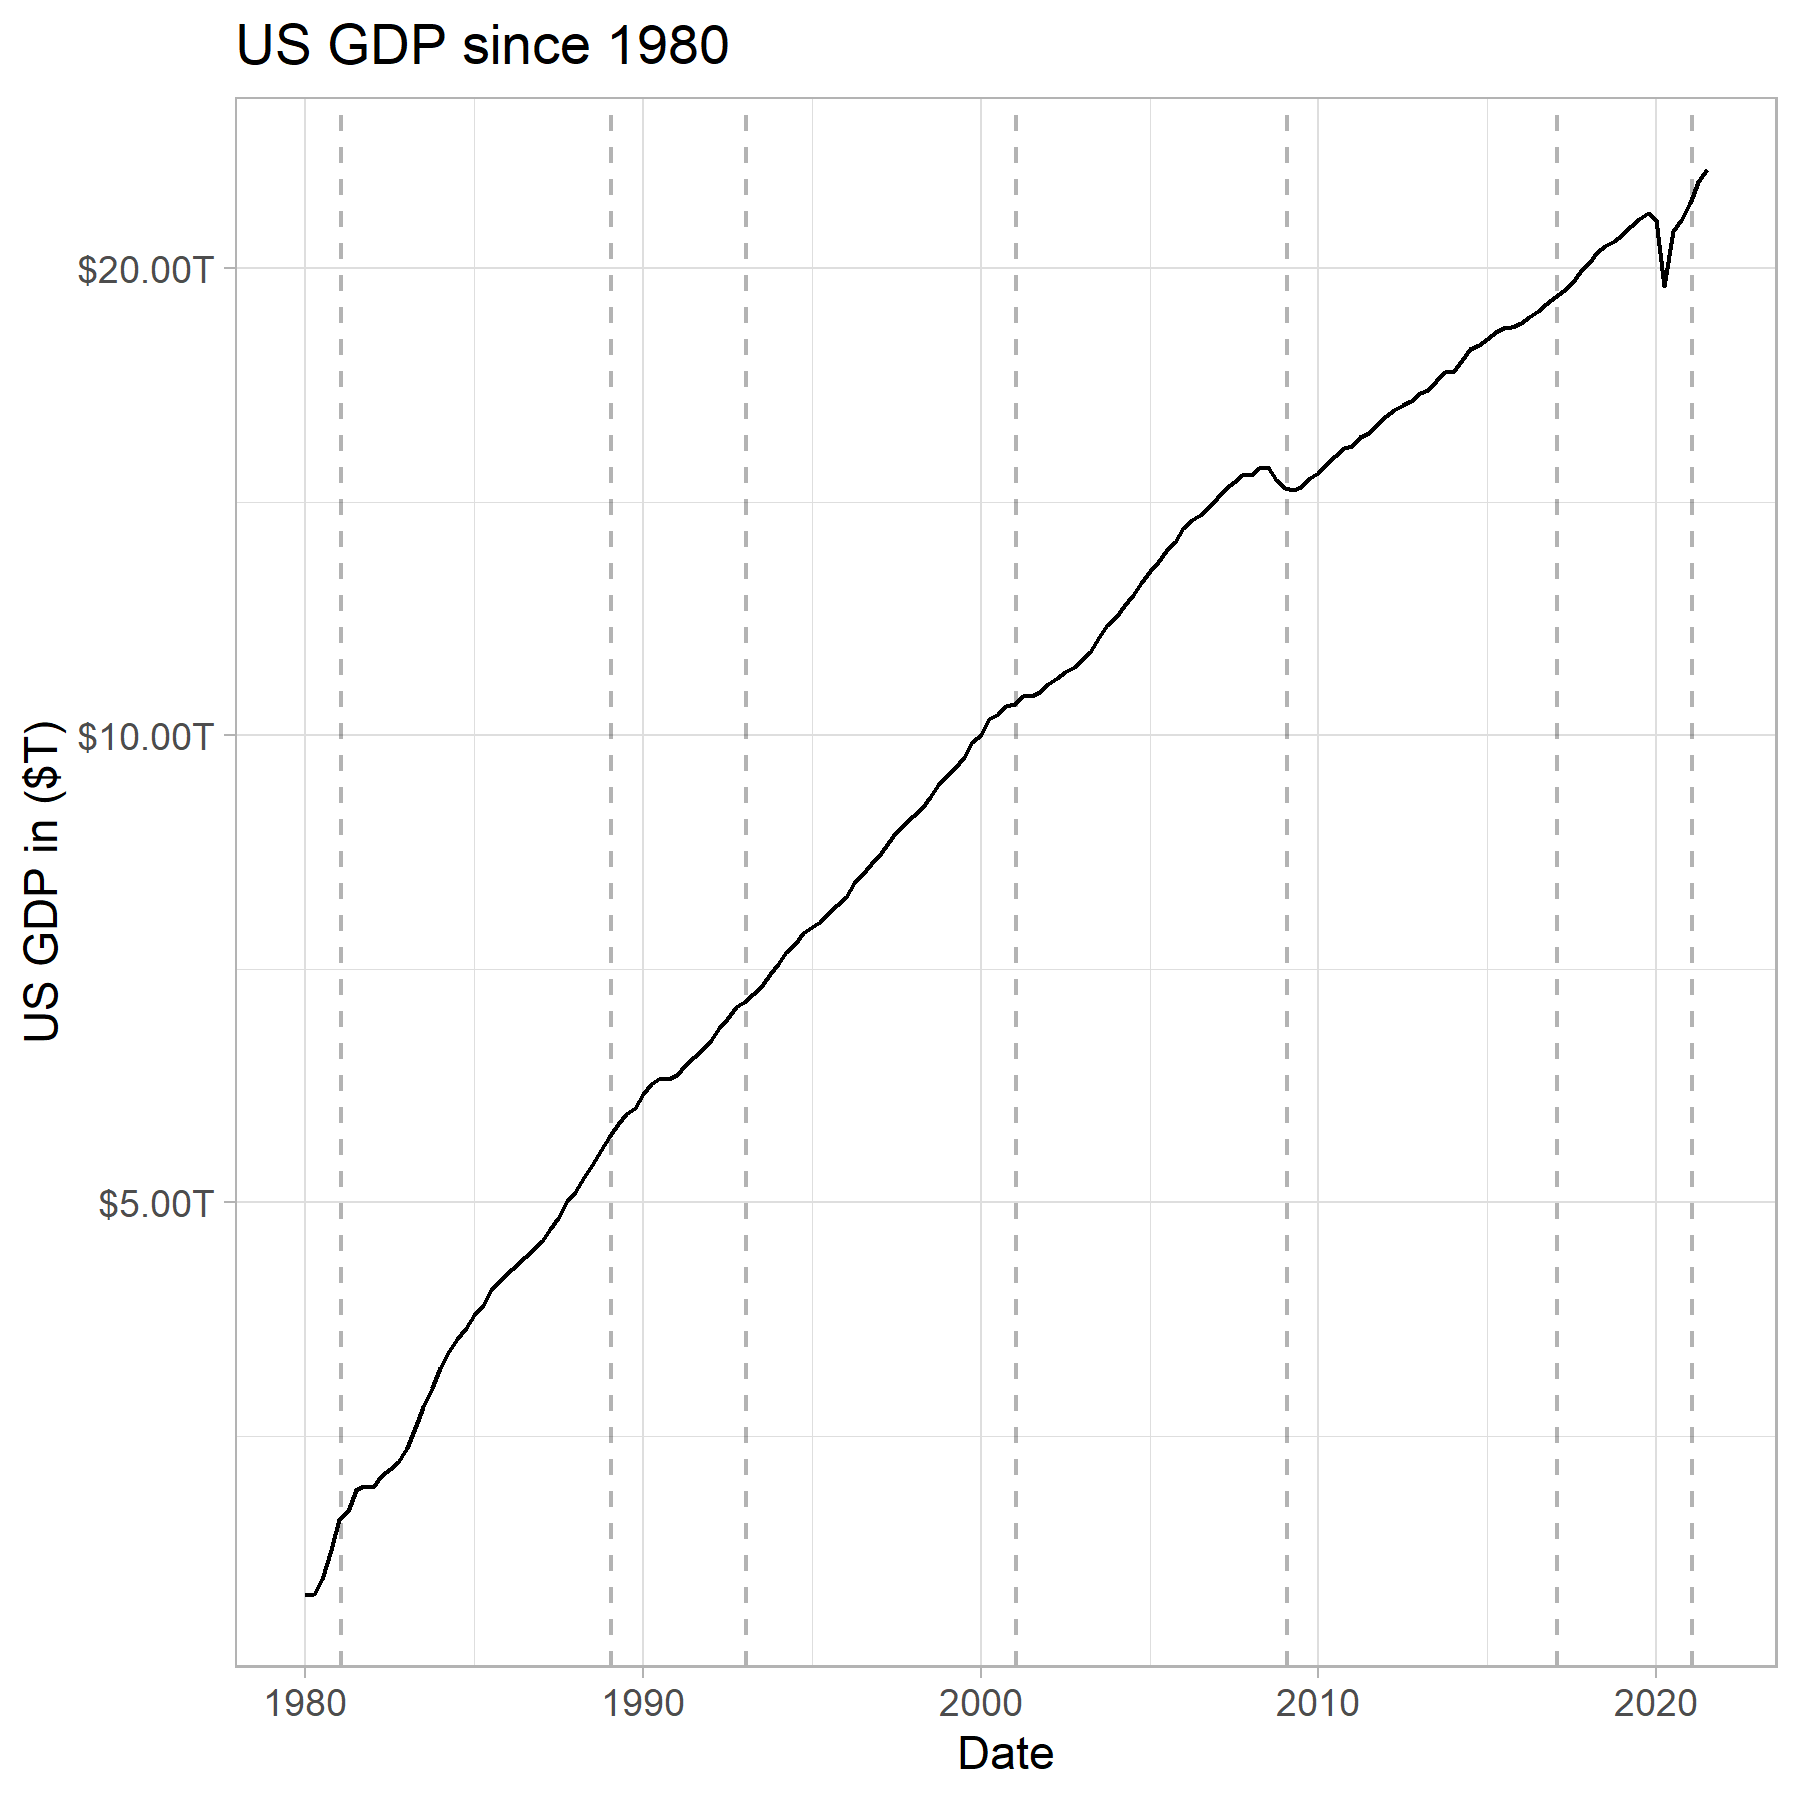 US GDP since 1980
US GDP in ($T)
$20.00T
$10.00T
$5.00T
1980
1990
2000
2010
2020
Date